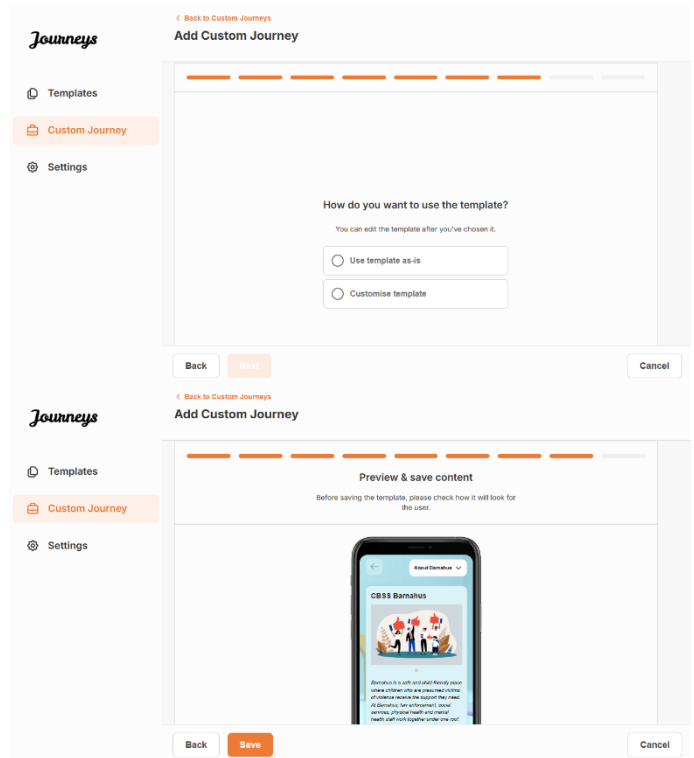 < Back to Custom Journeys
Add Custom Journey
Journeys
Templates
Custom Journey
Settings
How do you want to use the template?
You can edit the template after you've chosen it.
Use template as-is
Customise template
Back
Next
Cancel
< Back to Custom Journeys
Add Custom Journey
Journeys
Templates
Custom Journey
Settings
Preview & save content
Before saving the template, please check how it will look for
the user.
About Barnahus
CBSS Barnahus
Barnahus is a safe and child-friendly place
where children who are presumed victims
of violence receive the support they need.
At Barnahus, law enforcement, social
services, physical health and mental
health staff work together under one roof.
Back
Save
Cancel